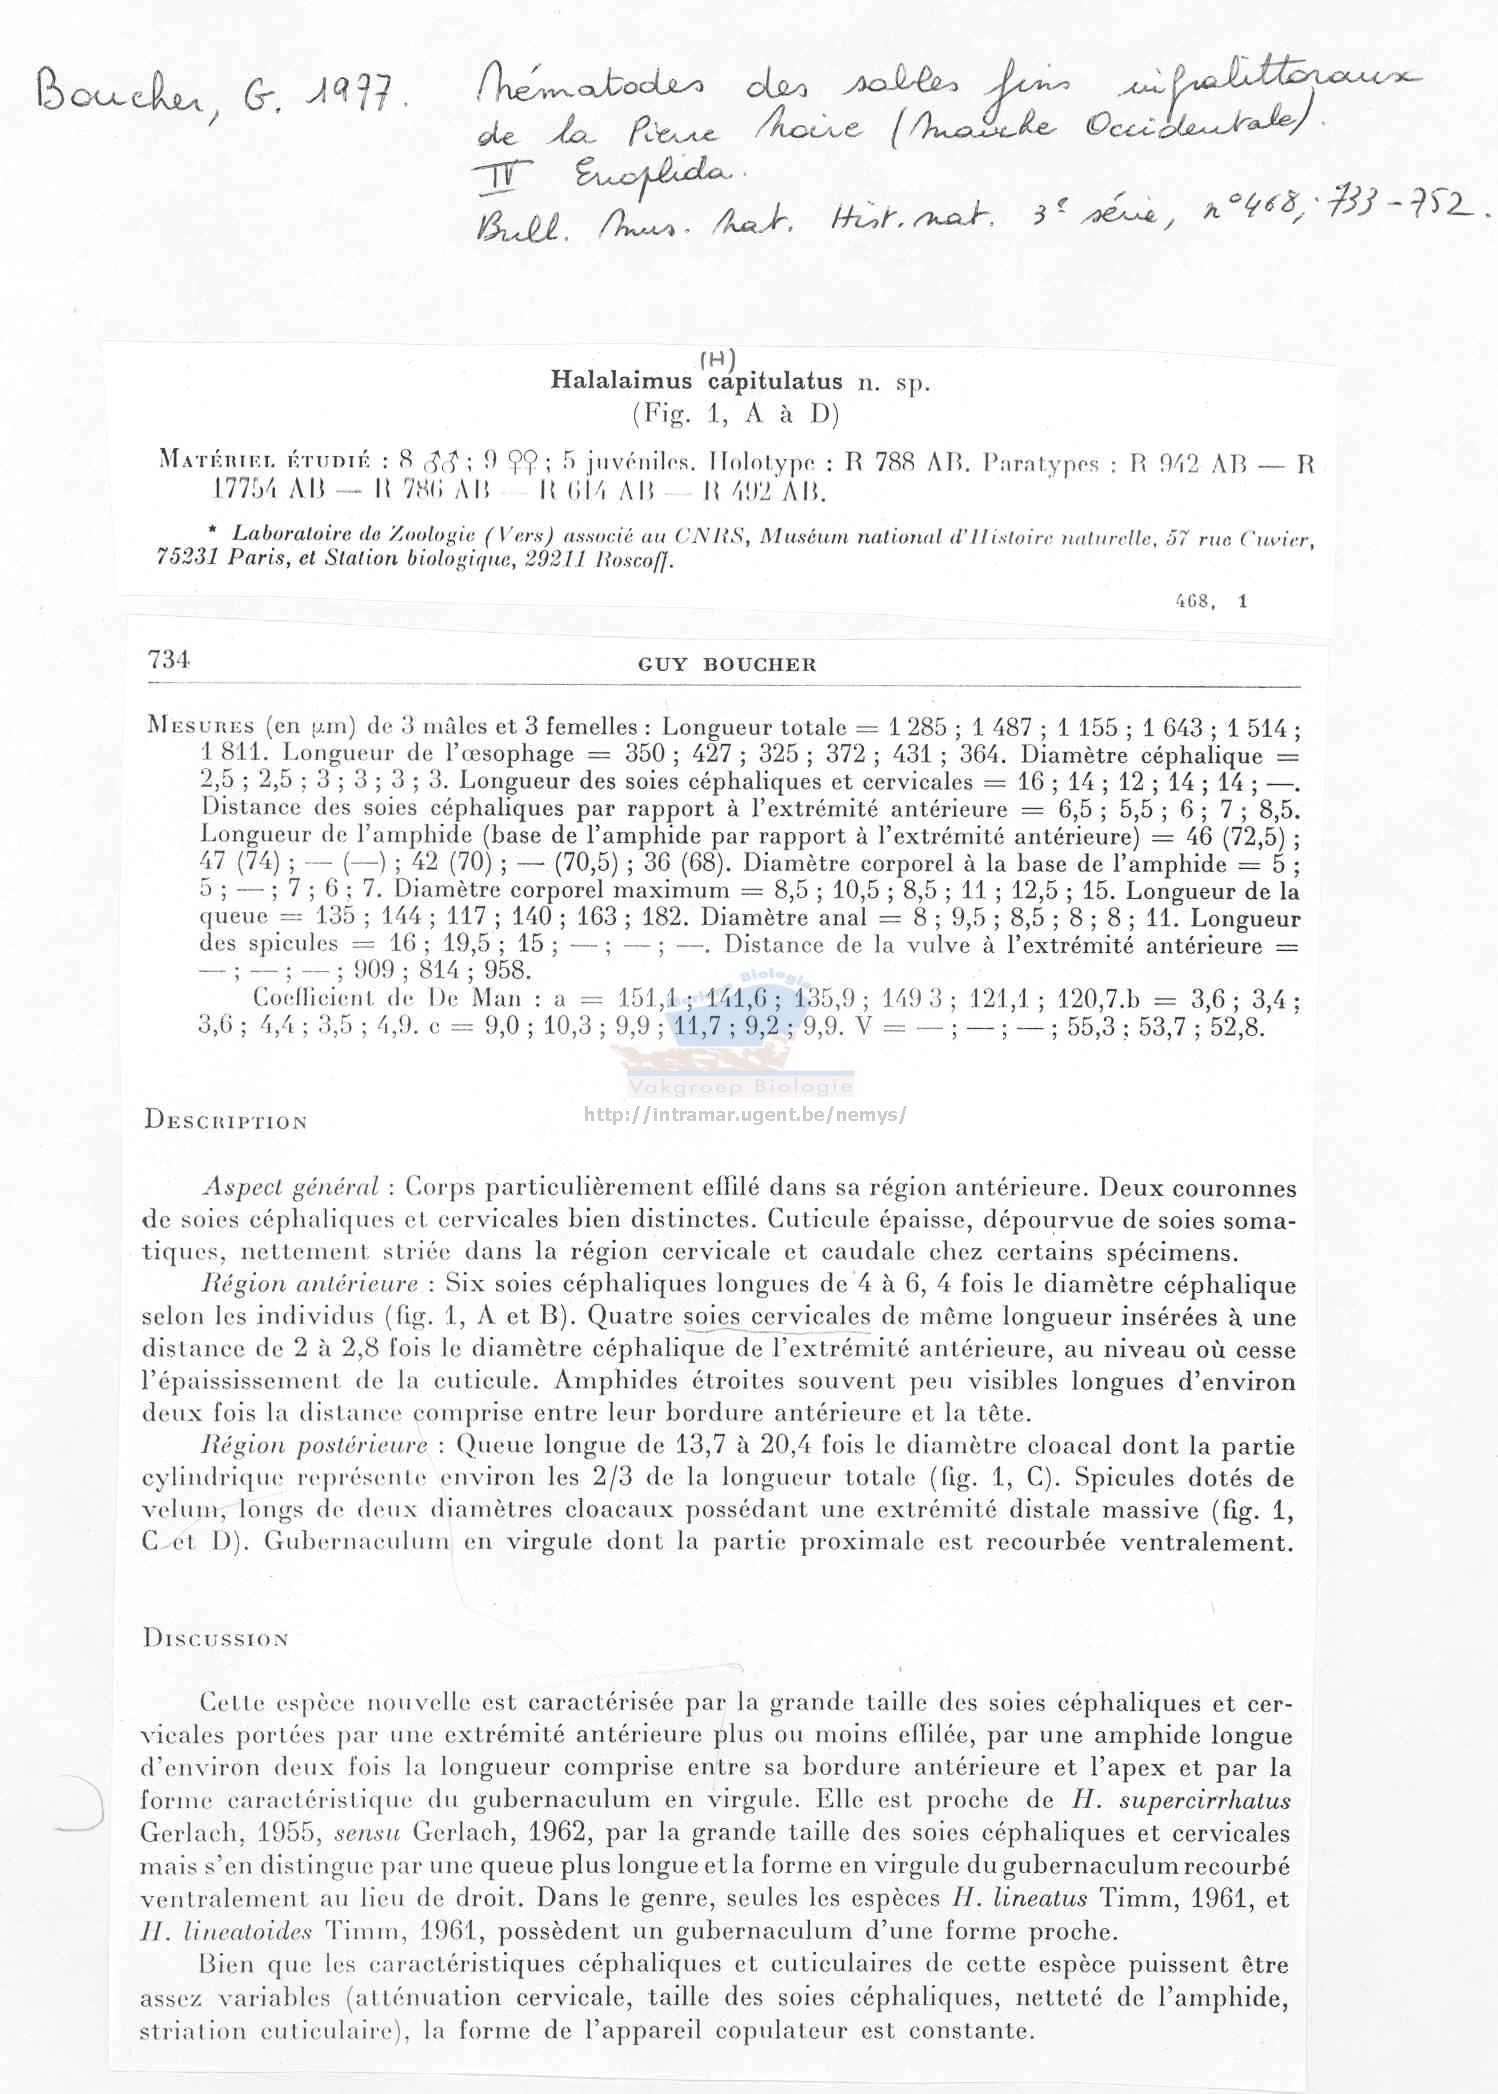 Boucher, G. 1977. Nématodes des sables fins infralittoraux
de la Pierre Noire (Manche Occidentale).
IV Enoplida.
Bull. Mus. nat. Hist. nat. 3e série, n°468, 733-752.
(H)
Halalaimus capitulatus n. sp.
(Fig. 1, A à D)
Matériel étudié : 8 ♂♂ ; 9 ♀♀ ; 5 juvéniles. Holotype : R 788 AB. Paratypes : R 942 AB — R
17754 AB — R 786 AB — R 614 AB — R 492 AB.
* Laboratoire de Zoologie (Vers) associé au CNRS, Muséum national d'Histoire naturelle, 57 rue Cuvier,
75231 Paris, et Station biologique, 29211 Roscoff.
468, 1
734 GUY BOUCHER
Mesures (en µm) de 3 mâles et 3 femelles : Longueur totale = 1 285 ; 1 487 ; 1 155 ; 1 643 ; 1 514 ;
1 811. Longueur de l'œsophage = 350 ; 427 ; 325 ; 372 ; 431 ; 364. Diamètre céphalique =
2,5 ; 2,5 ; 3 ; 3 ; 3 ; 3. Longueur des soies céphaliques et cervicales = 16 ; 14 ; 12 ; 14 ; 14 ; —.
Distance des soies céphaliques par rapport à l'extrémité antérieure = 6,5 ; 5,5 ; 6 ; 7 ; 8,5.
Longueur de l'amphide (base de l'amphide par rapport à l'extrémité antérieure) = 46 (72,5) ;
47 (74) ; — (—) ; 42 (70) ; — (70,5) ; 36 (68). Diamètre corporel à la base de l'amphide = 5 ;
5 ; — ; 7 ; 6 ; 7. Diamètre corporel maximum = 8,5 ; 10,5 ; 8,5 ; 11 ; 12,5 ; 15. Longueur de la
queue = 135 ; 144 ; 117 ; 140 ; 163 ; 182. Diamètre anal = 8 ; 9,5 ; 8,5 ; 8 ; 8 ; 11. Longueur
des spicules = 16 ; 19,5 ; 15 ; — ; — ; —. Distance de la vulve à l'extrémité antérieure =
— ; — ; — ; 909 ; 814 ; 958.
Coefficient de De Man : a = 151,1 ; 141,6 ; 135,9 ; 149 3 ; 121,1 ; 120,7.b = 3,6 ; 3,4 ;
3,6 ; 4,4 ; 3,5 ; 4,9. c = 9,0 ; 10,3 ; 9,9 ; 11,7 ; 9,2 ; 9,9. V = — ; — ; — ; 55,3 ; 53,7 ; 52,8.
Vakgroep Biologie
http://intramar.ugent.be/nemys/
Description
Aspect général : Corps particulièrement effilé dans sa région antérieure. Deux couronnes
de soies céphaliques et cervicales bien distinctes. Cuticule épaisse, dépourvue de soies soma-
tiques, nettement striée dans la région cervicale et caudale chez certains spécimens.
Région antérieure : Six soies céphaliques longues de 4 à 6, 4 fois le diamètre céphalique
selon les individus (fig. 1, A et B). Quatre soies cervicales de même longueur insérées à une
distance de 2 à 2,8 fois le diamètre céphalique de l'extrémité antérieure, au niveau où cesse
l'épaississement de la cuticule. Amphides étroites souvent peu visibles longues d'environ
deux fois la distance comprise entre leur bordure antérieure et la tête.
Région postérieure : Queue longue de 13,7 à 20,4 fois le diamètre cloacal dont la partie
cylindrique représente environ les 2/3 de la longueur totale (fig. 1, C). Spicules dotés de
velum, longs de deux diamètres cloacaux possédant une extrémité distale massive (fig. 1,
C et D). Gubernaculum en virgule dont la partie proximale est recourbée ventralement.
Discussion
Cette espèce nouvelle est caractérisée par la grande taille des soies céphaliques et cer-
vicales portées par une extrémité antérieure plus ou moins effilée, par une amphide longue
d'environ deux fois la longueur comprise entre sa bordure antérieure et l'apex et par la
forme caractéristique du gubernaculum en virgule. Elle est proche de H. supercirrhatus
Gerlach, 1955, sensu Gerlach, 1962, par la grande taille des soies céphaliques et cervicales
mais s'en distingue par une queue plus longue et la forme en virgule du gubernaculum recourbé
ventralement au lieu de droit. Dans le genre, seules les espèces H. lineatus Timm, 1961, et
H. lineatoides Timm, 1961, possèdent un gubernaculum d'une forme proche.
Bien que les caractéristiques céphaliques et cuticulaires de cette espèce puissent être
assez variables (atténuation cervicale, taille des soies céphaliques, netteté de l'amphide,
striation cuticulaire), la forme de l'appareil copulateur est constante.